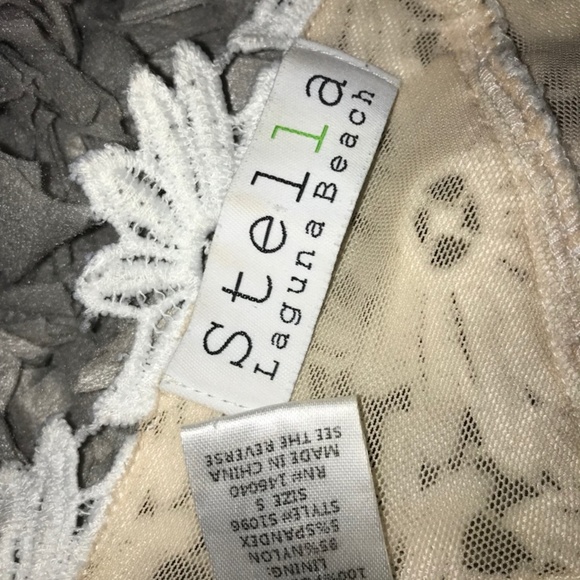 Stella
Laguna Beach
100%
LINING:
95%NYLON
5%SPANDEX
STYLE# S1096
SIZE S
RN# 146040
MADE IN CHINA
SEE THE REVERSE